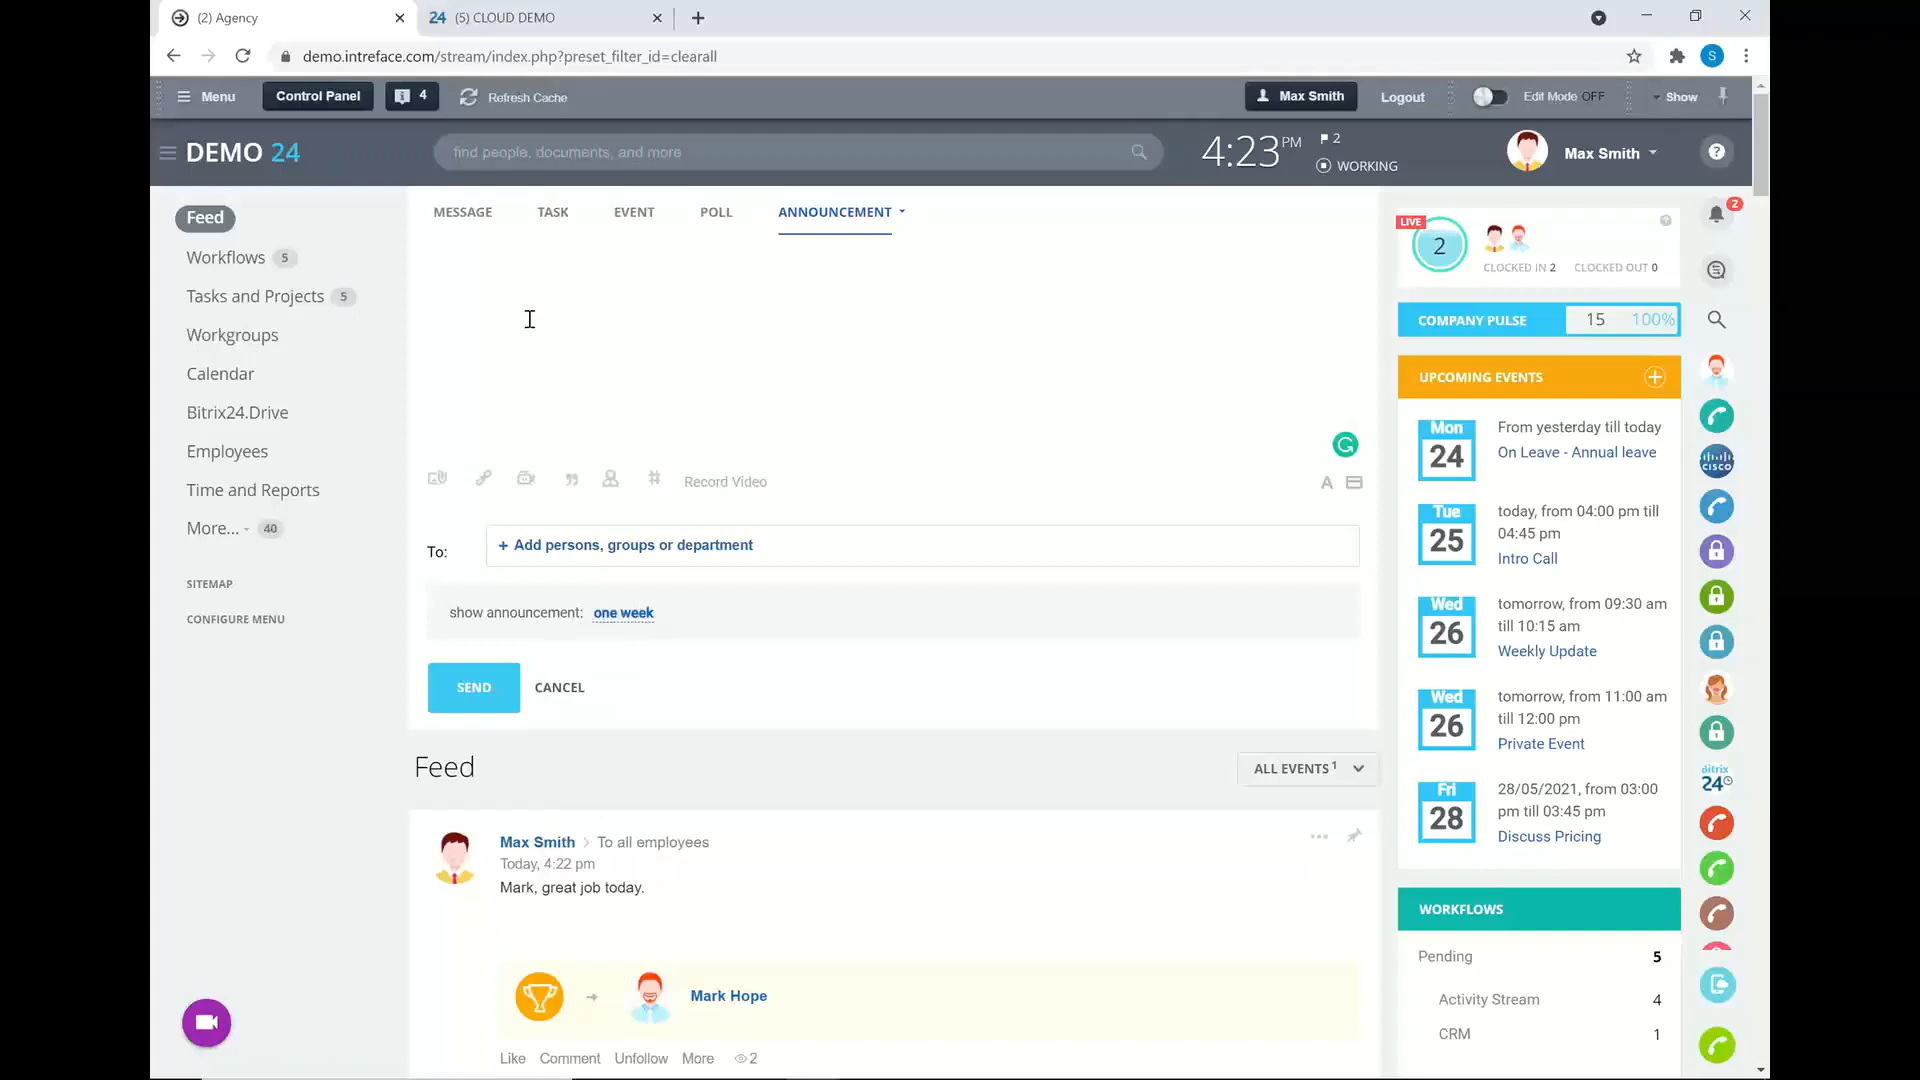 (2) Agency
24 (5) CLOUD DEMO
demo.intreface.com/stream/index.php?preset_filter_id=clearall
S
Menu
Control Panel
4
Refresh Cache
Max Smith
Logout
Edit Mode OFF
Show
DEMO 24
find people, documents, and more
4:23 PM
2
WORKING
Max Smith
?
Feed
Workflows 5
Tasks and Projects 5
Workgroups
Calendar
Bitrix24.Drive
Employees
Time and Reports
More... 40
SITEMAP
CONFIGURE MENU
MESSAGE
TASK
EVENT
POLL
ANNOUNCEMENT
G
Record Video
A
To:
+ Add persons, groups or department
show announcement: one week
SEND
CANCEL
Feed
ALL EVENTS 1
Max Smith > To all employees
Today, 4:22 pm
Mark, great job today.
Mark Hope
Like Comment Unfollow More 2
LIVE
2
CLOCKED IN 2 CLOCKED OUT 0
COMPANY PULSE 15 100%
UPCOMING EVENTS
Mon
24
From yesterday till today
On Leave - Annual leave
Tue
25
today, from 04:00 pm till
04:45 pm
Intro Call
Wed
26
tomorrow, from 09:30 am
till 10:15 am
Weekly Update
Wed
26
tomorrow, from 11:00 am
till 12:00 pm
Private Event
Fri
28
28/05/2021, from 03:00
pm till 03:45 pm
Discuss Pricing
WORKFLOWS
Pending 5
Activity Stream 4
CRM 1
2
CISCO
bitrix
24